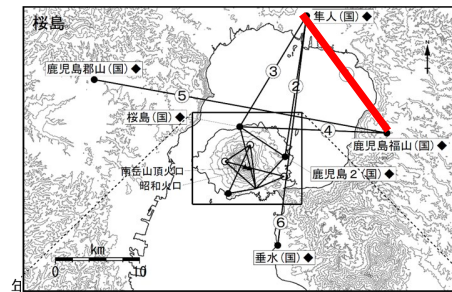 桜島
隼人(国)◆
鹿児島郡山(国)◆
③
②
⑤
桜島(国)◆
④
鹿児島福山(国)◆
南岳山頂火口
鹿児島2(国)◆
昭和火口
⑥
km
0 10
垂水(国)◆
年